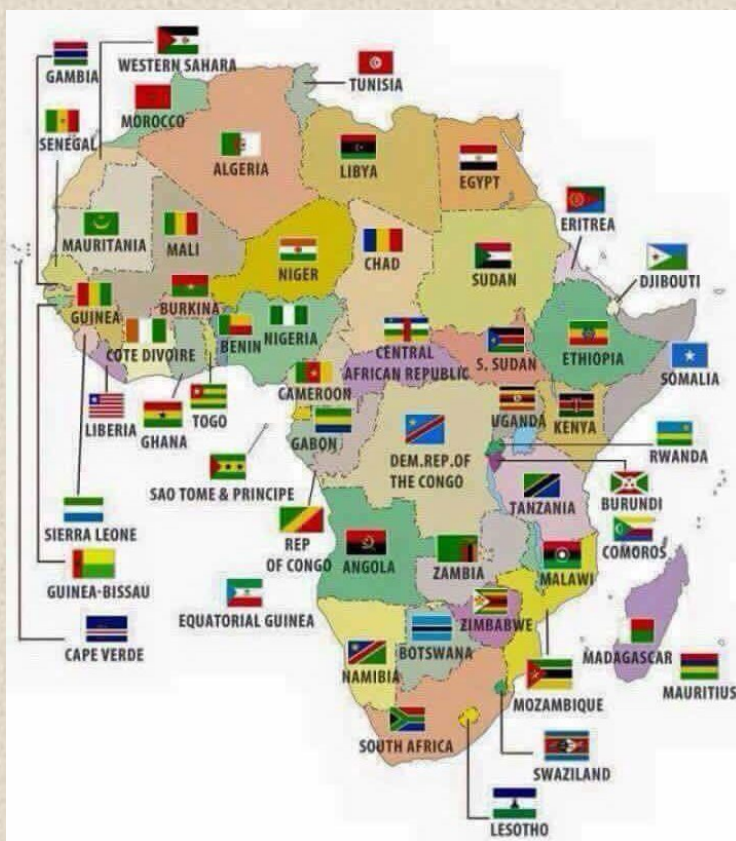 WESTERN SAHARA
GAMBIA
TUNISIA
MOROCCO
SENEGAL
ALGERIA
LIBYA
EGYPT
ERITREA
MAURITANIA
MALI
NIGER
CHAD
SUDAN
DJIBOUTI
GUINEA
BURKINA
BENIN
NIGERIA
COTE DIVOIRE
CENTRAL
AFRICAN REPUBLIC
S. SUDAN
ETHIOPIA
SOMALIA
CAMEROON
LIBERIA
GHANA
TOGO
GABON
UGANDA
KENYA
RWANDA
DEM.REP.OF
THE CONGO
SAO TOME & PRINCIPE
TANZANIA
BURUNDI
SIERRA LEONE
REP
OF CONGO
ANGOLA
ZAMBIA
MALAWI
COMOROS
GUINEA-BISSAU
EQUATORIAL GUINEA
ZIMBABWE
CAPE VERDE
NAMIBIA
BOTSWANA
MADAGASCAR
MAURITIUS
MOZAMBIQUE
SOUTH AFRICA
SWAZILAND
LESOTHO